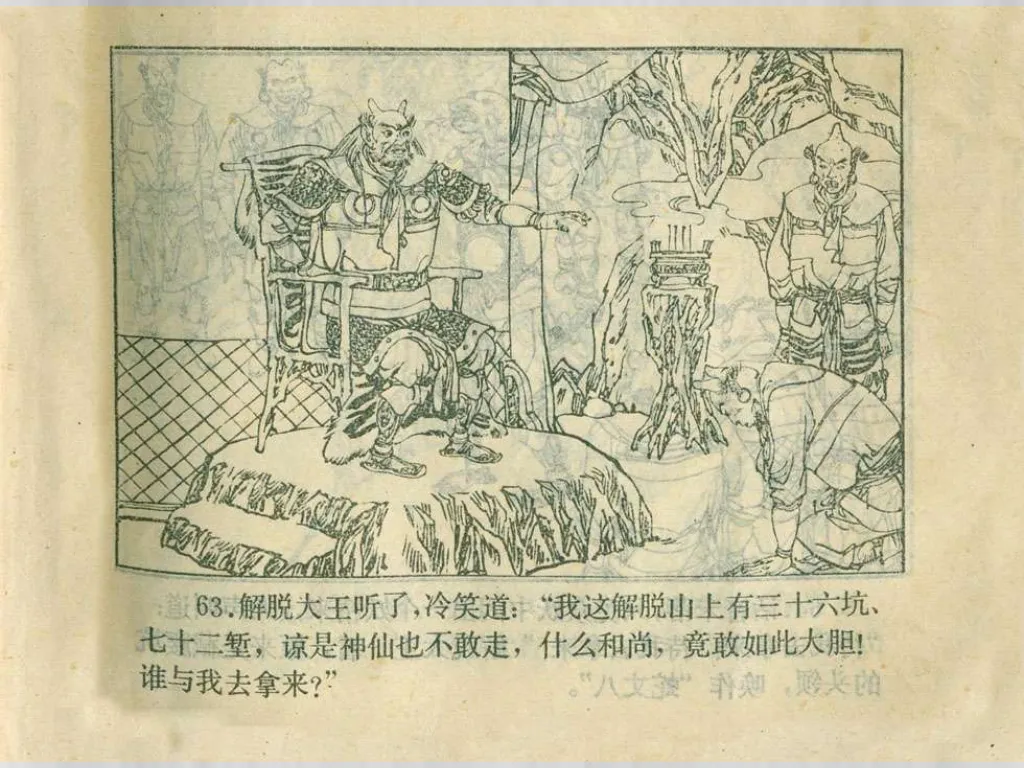 63.解脱大王听了,冷笑道:“我这解脱山上有三十六坑、
七十二堑,谅是神仙也不敢走,什么和尚,竟敢如此大胆!
谁与我去拿来?”